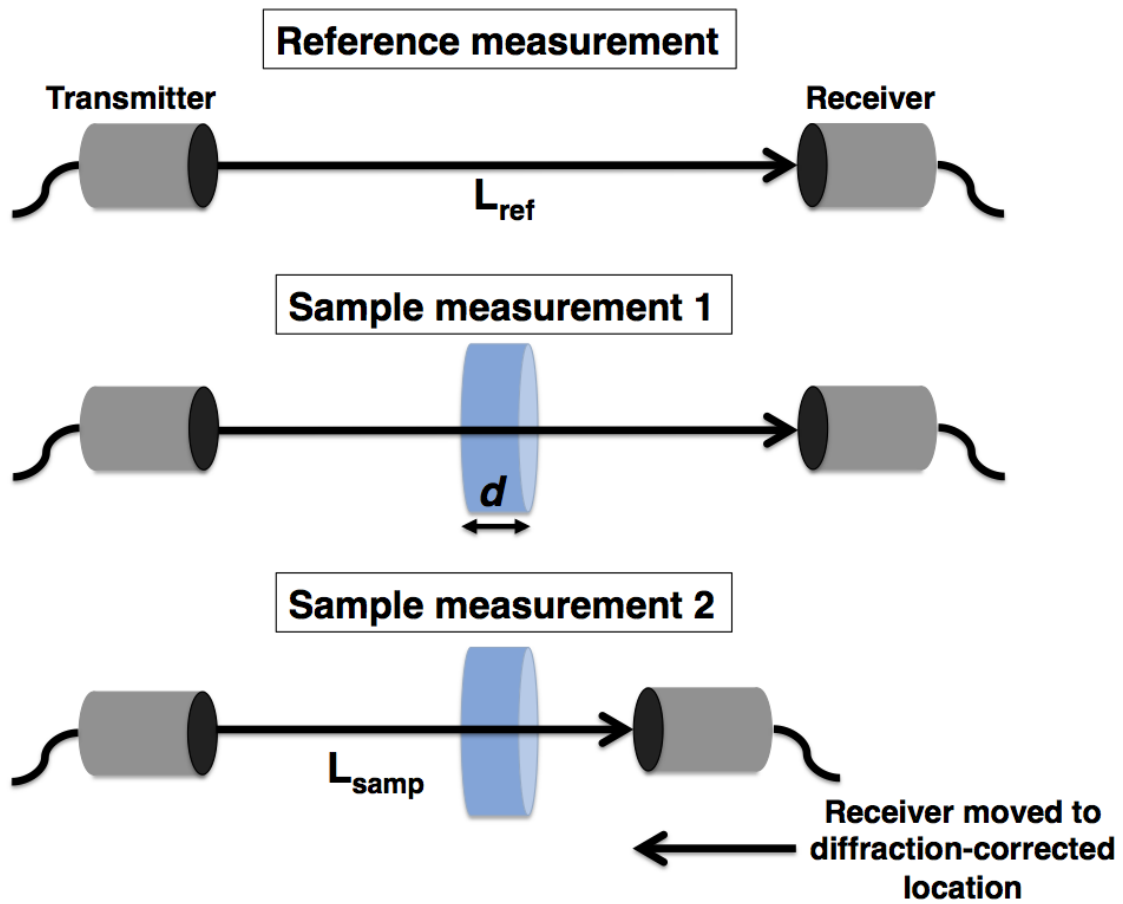 Reference measurement
Transmitter
Receiver
Lref
Sample measurement 1
d
Sample measurement 2
Lsamp
Receiver moved to
diffraction-corrected
location